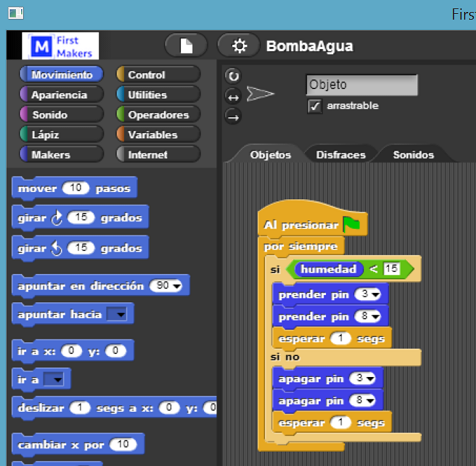 Firs
First
Makers
BombaAgua
Movimiento
Control
Apariencia
Utilities
Sonido
Operadores
Lápiz
Variables
Makers
Internet
Objeto
arrastrable
Objetos
Disfraces
Sonidos
mover 10 pasos
girar 15 grados
girar 15 grados
apuntar en dirección 90
apuntar hacia
ir a x: 0 y: 0
ir a
deslizar 1 segs a x: 0 y: 0
cambiar x por 10
Al presionar
por siempre
si humedad < 15
prender pin 3
prender pin 8
esperar 1 segs
si no
apagar pin 3
apagar pin 8
esperar 1 segs